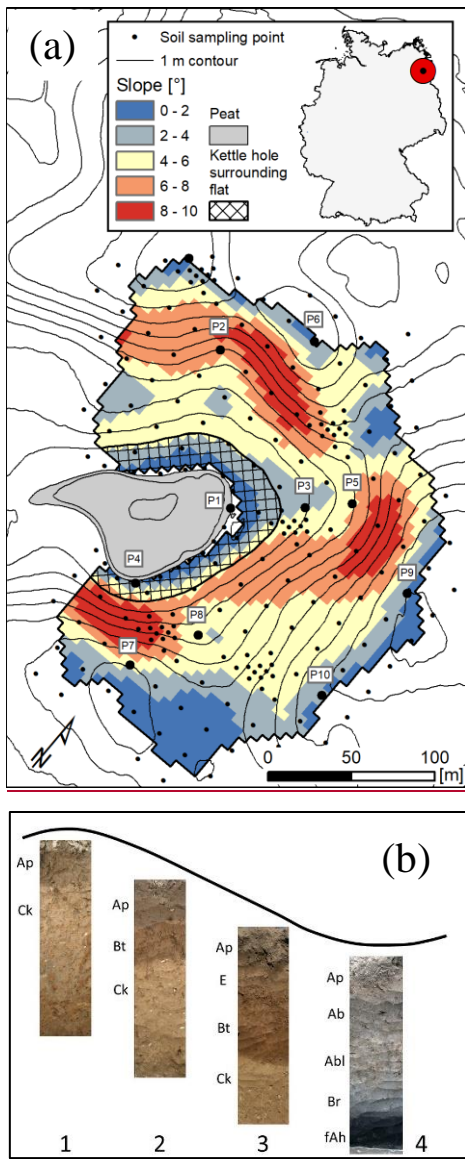 (a)
Soil sampling point
1 m contour
Slope [°]
0 - 2
2 - 4
4 - 6
6 - 8
8 - 10
Peat
Kettle hole
surrounding
flat
P6
P2
P1
P3
P5
P4
P9
P8
P7
P10
N
0 50 100
[m]
(b)
Ap
Ck
Ap
Bt
Ck
Ap
E
Bt
Ck
Ap
Ab
Abl
Br
fAh
1 2 3 4